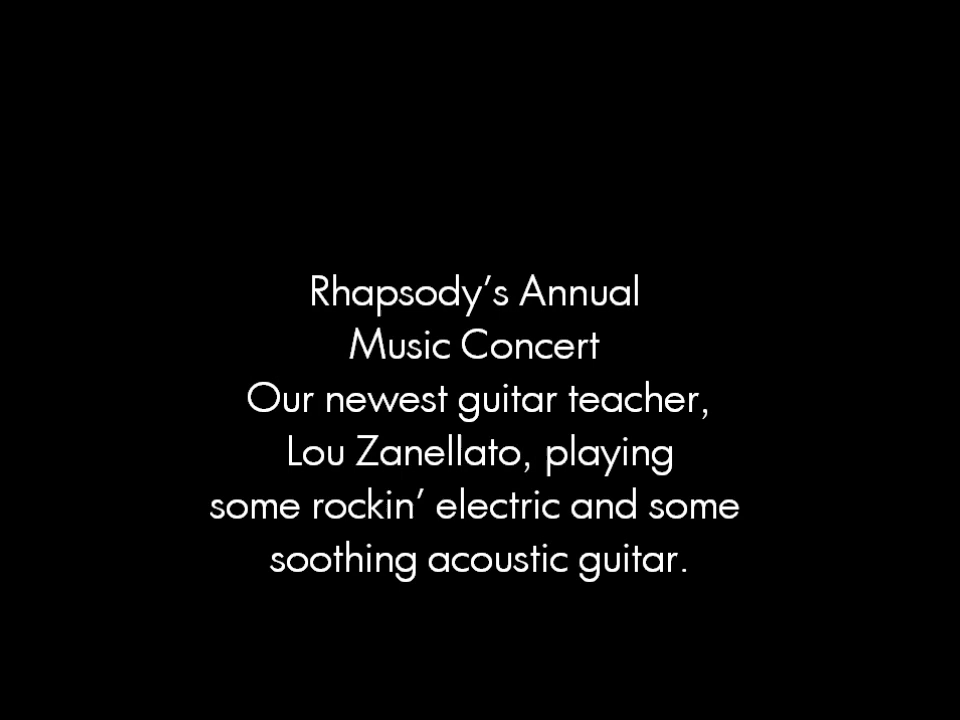 Rhapsody’s Annual
Music Concert
Our newest guitar teacher,
Lou Zanellato, playing
some rockin’ electric and some
soothing acoustic guitar.